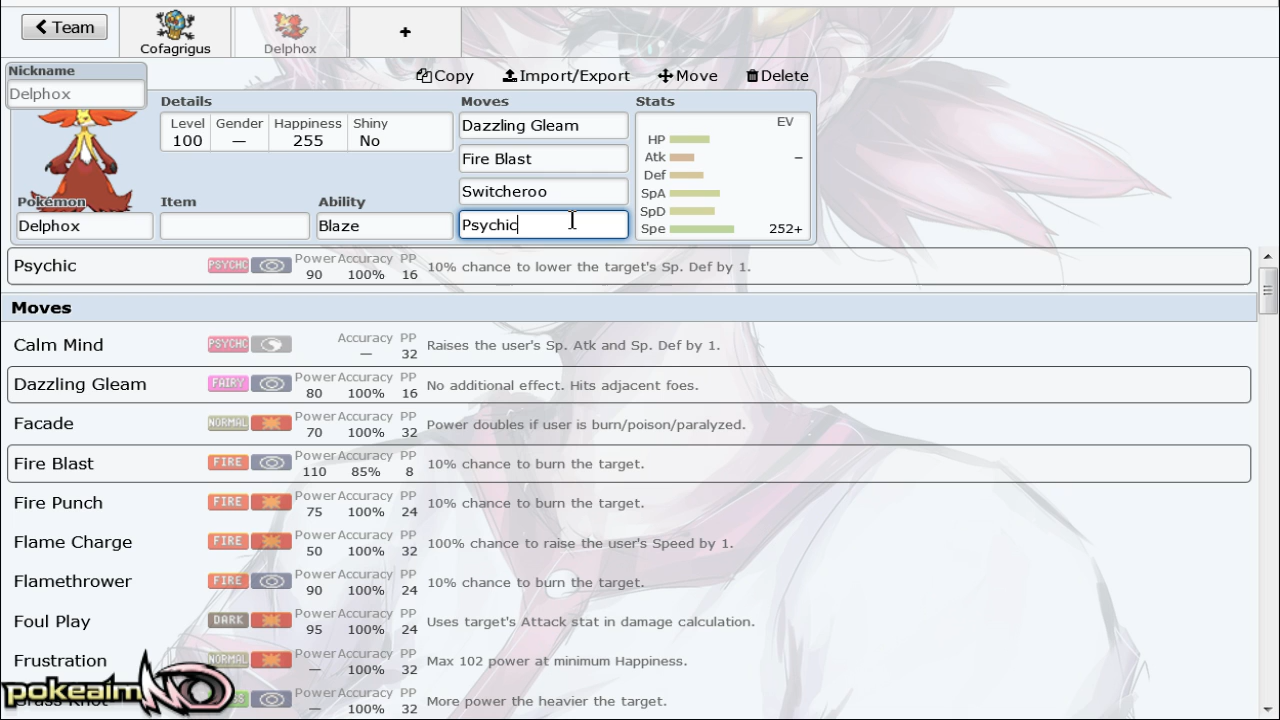 Team
Cofagrigus
Delphox
+
Nickname
Delphox
Copy
Import/Export
Move
Delete
Details
Moves
Stats
Level
Gender
Happiness
Shiny
100
—
255
No
Dazzling Gleam
Fire Blast
Switcheroo
Psychic
EV
HP
Atk –
Def
SpA
SpD
Spe 252+
Pokémon
Item
Ability
Delphox
Blaze
Psychic PSYCHC Power 90 Accuracy 100% PP 16 10% chance to lower the target's Sp. Def by 1.
Moves
Calm Mind PSYCHC Accuracy — PP 32 Raises the user's Sp. Atk and Sp. Def by 1.
Dazzling Gleam FAIRY Power 80 Accuracy 100% PP 16 No additional effect. Hits adjacent foes.
Facade NORMAL Power 70 Accuracy 100% PP 32 Power doubles if user is burn/poison/paralyzed.
Fire Blast FIRE Power 110 Accuracy 85% PP 8 10% chance to burn the target.
Fire Punch FIRE Power 75 Accuracy 100% PP 24 10% chance to burn the target.
Flame Charge FIRE Power 50 Accuracy 100% PP 32 100% chance to raise the user's Speed by 1.
Flamethrower FIRE Power 90 Accuracy 100% PP 24 10% chance to burn the target.
Foul Play DARK Power 95 Accuracy 100% PP 24 Uses target's Attack stat in damage calculation.
Frustration NORMAL Power — Accuracy 100% PP 32 Max 102 power at minimum Happiness.
Grass Knot Power — Accuracy 100% PP 32 More power the heavier the target.
pokeaimMD